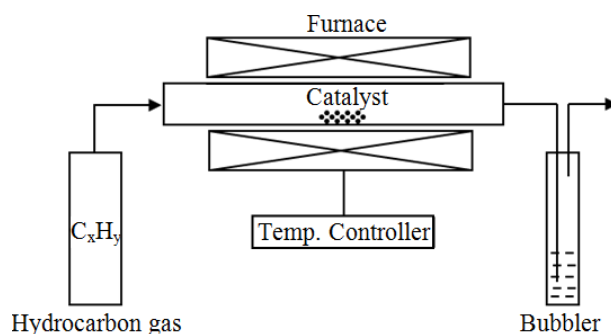 Furnace
Catalyst
CxHy
Temp. Controller
Hydrocarbon gas
Bubbler